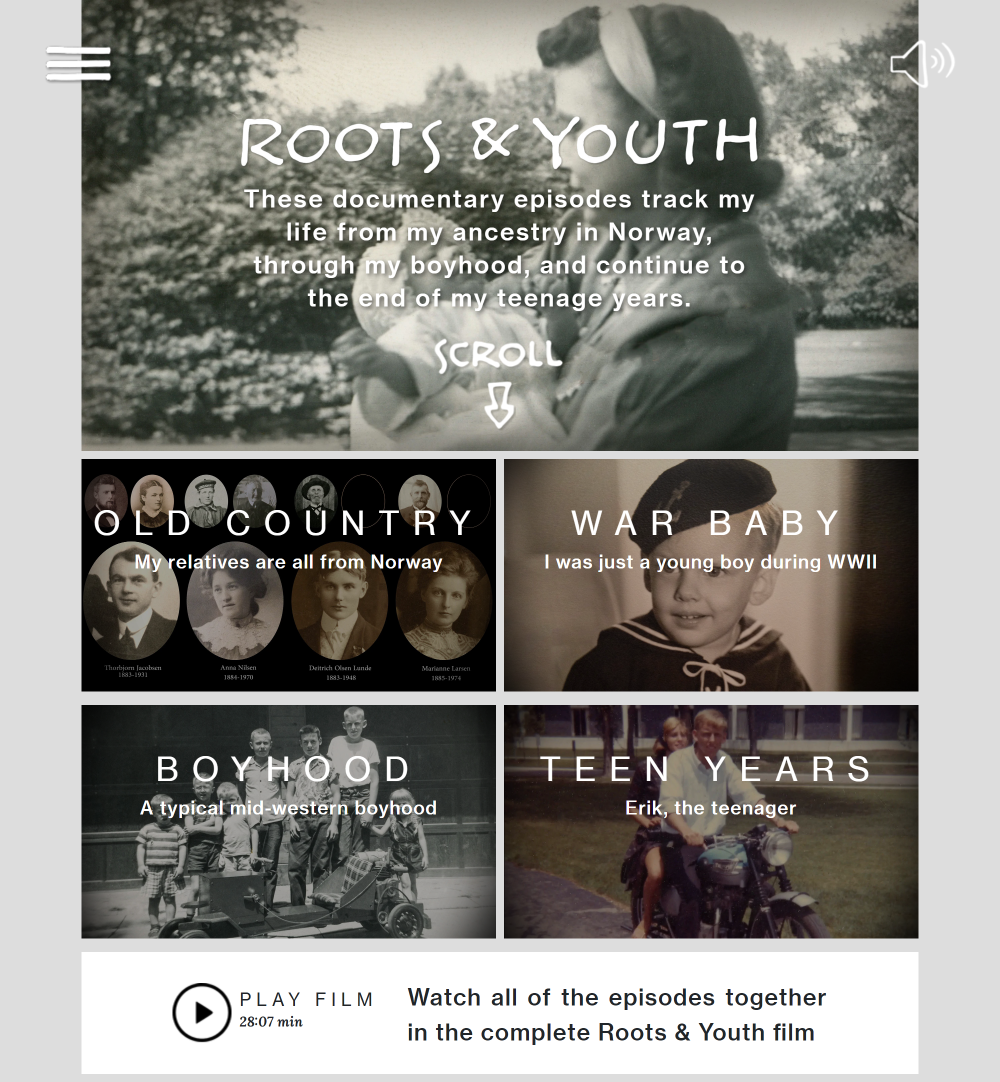 ROOTS & YOUTH
These documentary episodes track my
life from my ancestry in Norway,
through my boyhood, and continue to
the end of my teenage years.
SCROLL
OLD COUNTRY
My relatives are all from Norway
Thorbjorn Jacobsen
1883-1931
Anna Nilsen
1884-1970
Dettrich Olsen Lunde
1883-1948
Marianne Larsen
1885-1974
WAR BABY
I was just a young boy during WWII
BOYHOOD
A typical mid-western boyhood
TEEN YEARS
Erik, the teenager
PLAY FILM
28:07 min
Watch all of the episodes together
in the complete Roots & Youth film